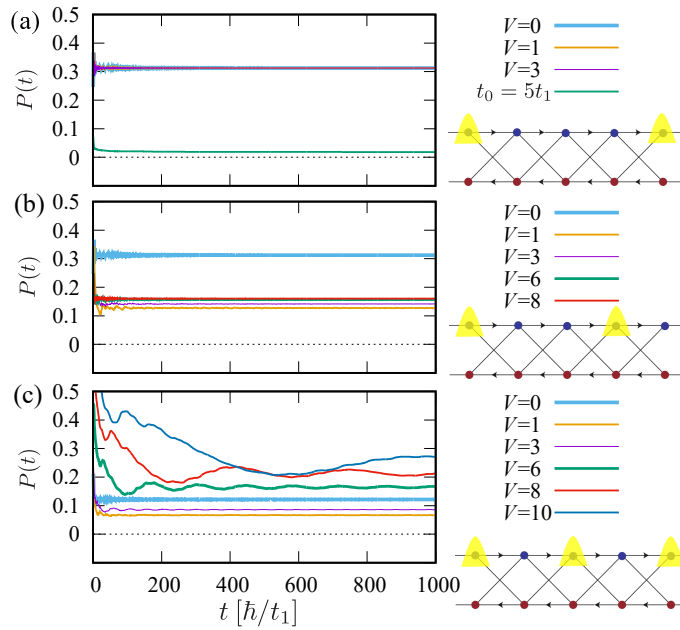 (a)
0.5
0.4
0.3
0.2
0.1
0
P(t)
V=0
V=1
V=3
t₀ = 5t₁
(b)
0.5
0.4
0.3
0.2
0.1
0
P(t)
V=0
V=1
V=3
V=6
V=8
(c)
0.5
0.4
0.3
0.2
0.1
0
P(t)
V=0
V=1
V=3
V=6
V=8
V=10
0 200 400 600 800 1000
t [ħ/t₁]